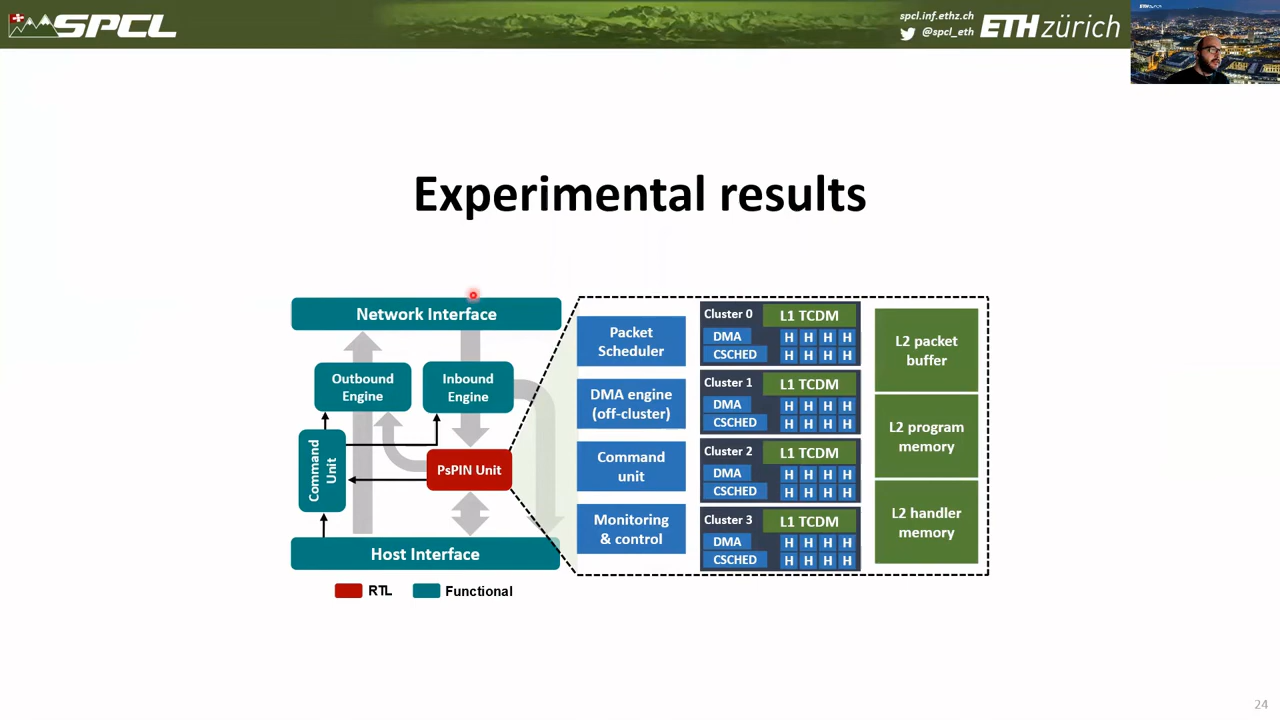 SPCL
spcl.inf.ethz.ch
@spcl_eth
ETH zürich
Experimental results
Network Interface
Outbound
Engine
Inbound
Engine
Command
Unit
PsPIN Unit
Host Interface
RTL
Functional
Packet
Scheduler
DMA engine
(off-cluster)
Command
unit
Monitoring
& control
Cluster 0
L1 TCDM
DMA
H H H H
CSCHED
H H H H
Cluster 1
L1 TCDM
DMA
H H H H
CSCHED
H H H H
Cluster 2
L1 TCDM
DMA
H H H H
CSCHED
H H H H
Cluster 3
L1 TCDM
DMA
H H H H
CSCHED
H H H H
L2 packet
buffer
L2 program
memory
L2 handler
memory
24